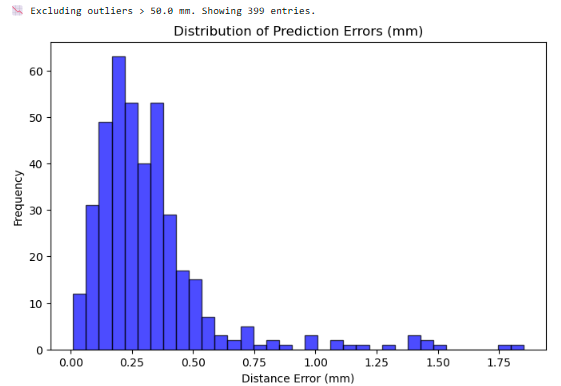 Excluding outliers > 50.0 mm. Showing 399 entries.
Distribution of Prediction Errors (mm)
60
50
40
30
20
10
0
Frequency
0.00 0.25 0.50 0.75 1.00 1.25 1.50 1.75
Distance Error (mm)